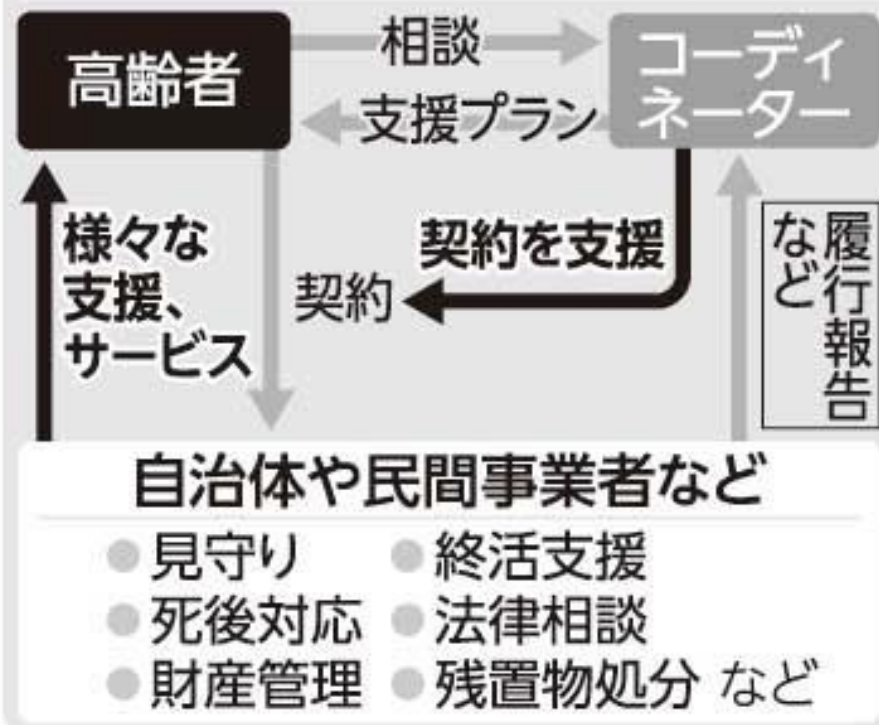 高齢者
相談
コーディ
ネーター
支援プラン
様々な
支援、
サービス
契約
契約を支援
履行報告
など
自治体や民間事業者など
●見守り
●終活支援
●死後対応
●法律相談
●財産管理
●残置物処分 など